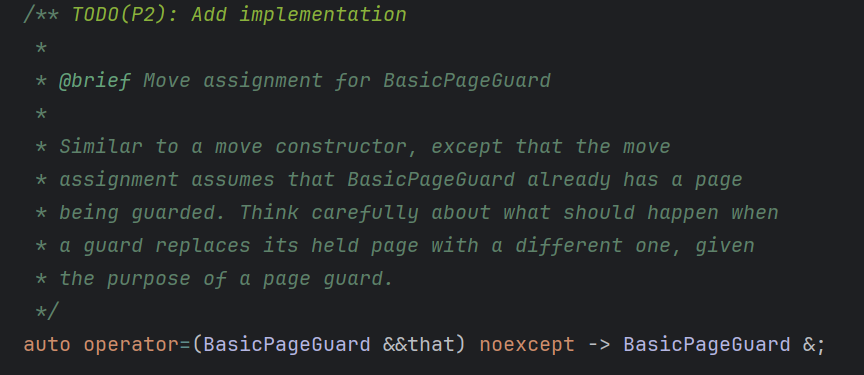 /** TODO(P2): Add implementation
 *
 * @brief Move assignment for BasicPageGuard
 *
 * Similar to a move constructor, except that the move
 * assignment assumes that BasicPageGuard already has a page
 * being guarded. Think carefully about what should happen when
 * a guard replaces its held page with a different one, given
 * the purpose of a page guard.
 */
auto operator=(BasicPageGuard &&that) noexcept -> BasicPageGuard &;